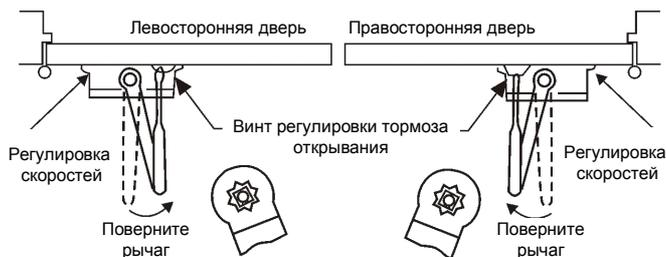 Левосторонняя дверь
Правосторонняя дверь
Винт регулировки тормоза
открывания
Регулировка
скоростей
Регулировка
скоростей
Поверните
рычаг
Поверните
рычаг